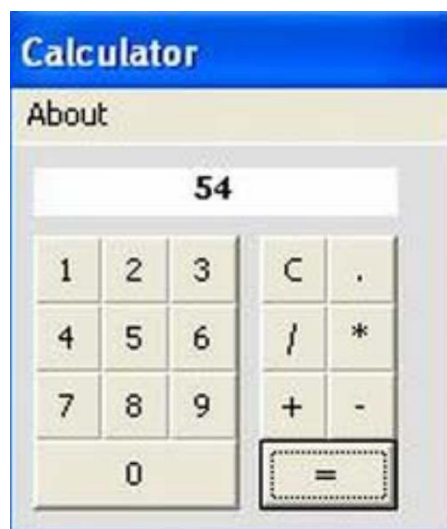 Calculator
About
54
1 2 3 C .
4 5 6 / *
7 8 9 + -
0 =